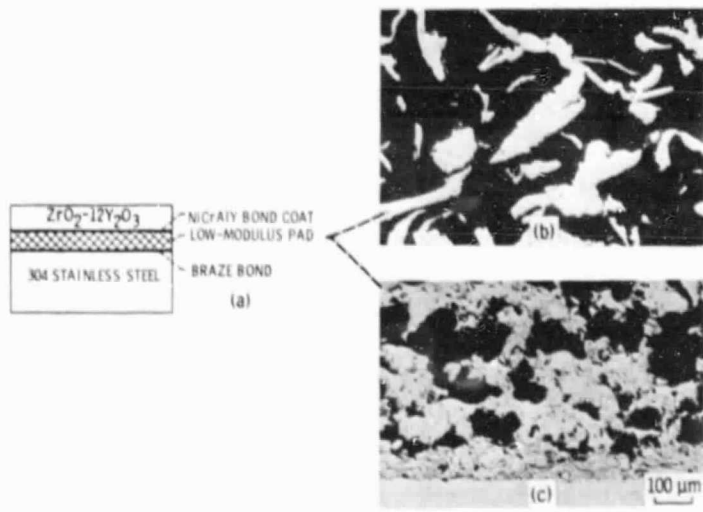 ZrO₂-12Y₂O₃
NiCrAlY BOND COAT
LOW-MODULUS PAD
BRAZE BOND
304 STAINLESS STEEL
(a)
(b)
(c)
100 μm